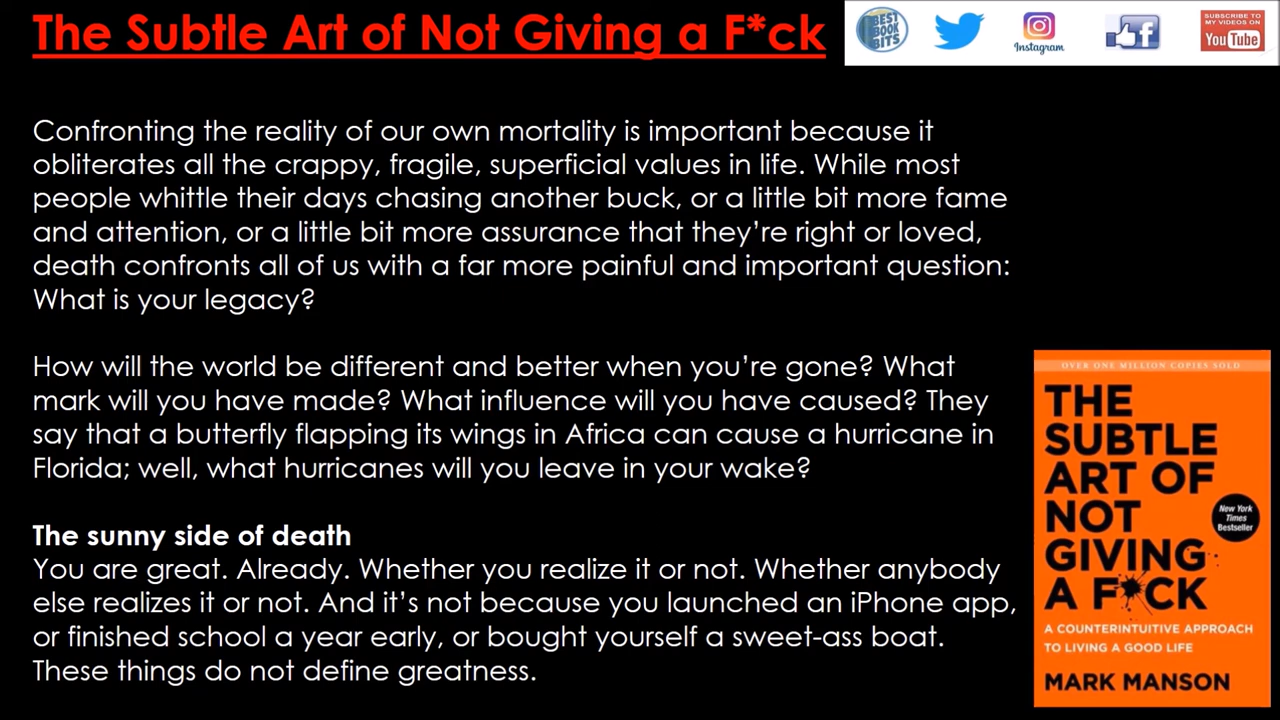 The Subtle Art of Not Giving a F*ck
BEST BOOK BITS
Instagram
SUBSCRIBE TO MY VIDEOS ON
YouTube
Confronting the reality of our own mortality is important because it
obliterates all the crappy, fragile, superficial values in life. While most
people whittle their days chasing another buck, or a little bit more fame
and attention, or a little bit more assurance that they’re right or loved,
death confronts all of us with a far more painful and important question:
What is your legacy?
How will the world be different and better when you’re gone? What
mark will you have made? What influence will you have caused? They
say that a butterfly flapping its wings in Africa can cause a hurricane in
Florida; well, what hurricanes will you leave in your wake?
The sunny side of death
You are great. Already. Whether you realize it or not. Whether anybody
else realizes it or not. And it’s not because you launched an iPhone app,
or finished school a year early, or bought yourself a sweet-ass boat.
These things do not define greatness.
OVER ONE MILLION COPIES SOLD
THE
SUBTLE
ART OF
NOT
GIVING
A F*CK
New York
Times
Bestseller
A COUNTERINTUITIVE APPROACH
TO LIVING A GOOD LIFE
MARK MANSON